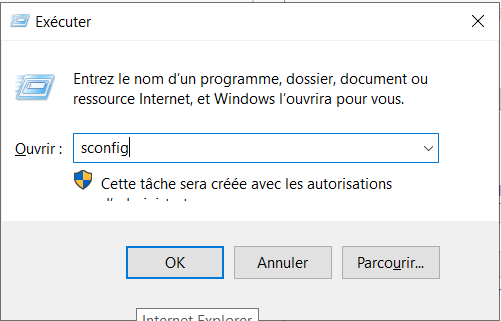 Exécuter
Entrez le nom d’un programme, dossier, document ou
ressource Internet, et Windows l’ouvrira pour vous.
Ouvrir : sconfig
Cette tâche sera créée avec les autorisations
OK Annuler Parcourir...
Internet Explorer